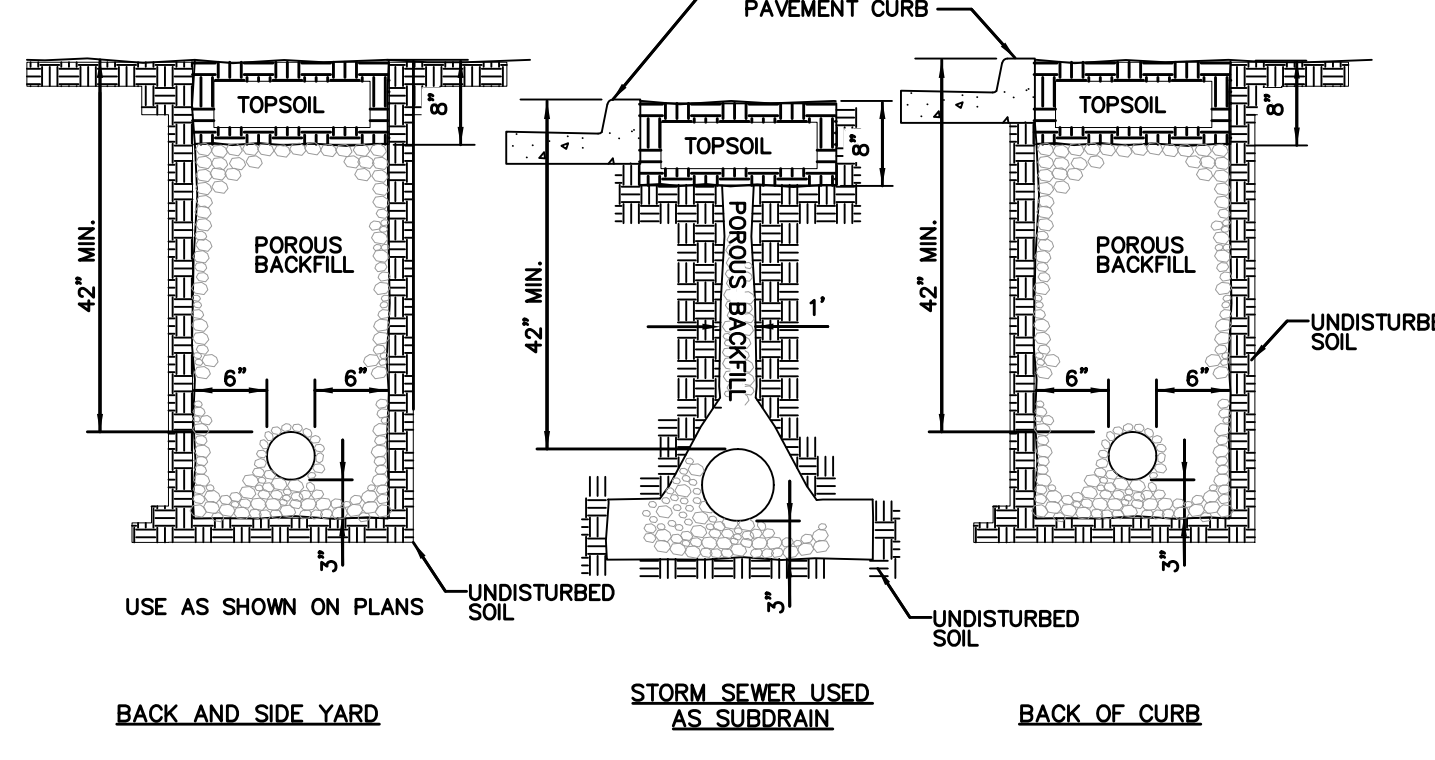 PAVEMENT CURB
TOPSOIL
8"
42" MIN.
POROUS
BACKFILL
6"
6"
3"
UNDISTURBED
SOIL
USE AS SHOWN ON PLANS
BACK AND SIDE YARD
TOPSOIL
8"
42" MIN.
POROUS BACKFILL
1'
3"
UNDISTURBED
SOIL
STORM SEWER USED
AS SUBDRAIN
TOPSOIL
8"
42" MIN.
POROUS
BACKFILL
6"
6"
3"
UNDISTURBE
SOIL
BACK OF CURB